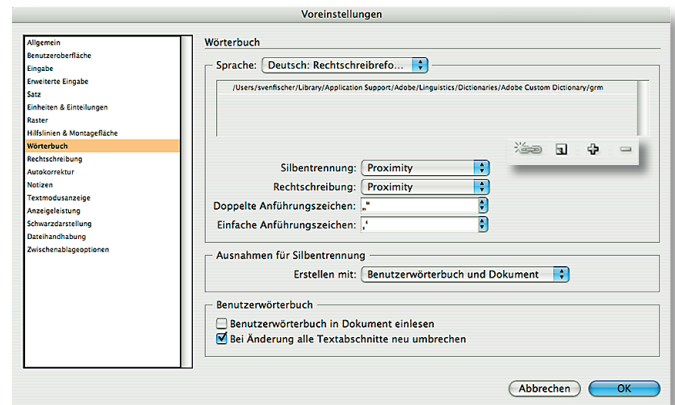 Voreinstellungen
Allgemein
Benutzeroberfläche
Eingabe
Erweiterte Eingabe
Satz
Einheiten & Einteilungen
Raster
Hilfslinien & Montagefläche
Wörterbuch
Rechtschreibung
Autokorrektur
Notizen
Textmodusanzeige
Anzeigeleistung
Schwarzdarstellung
Dateihandhabung
Zwischenablageoptionen
Wörterbuch
Sprache: Deutsch: Rechtschreibrefo...
/Users/svenfischer/Library/Application Support/Adobe/Linguistics/Dictionaries/Adobe Custom Dictionary/grm
Silbentrennung: Proximity
Rechtschreibung: Proximity
Doppelte Anführungszeichen: „“
Einfache Anführungszeichen: ‚‘
Ausnahmen für Silbentrennung
Erstellen mit: Benutzerwörterbuch und Dokument
Benutzerwörterbuch
Benutzerwörterbuch in Dokument einlesen
Bei Änderung alle Textabschnitte neu umbrechen
Abbrechen OK